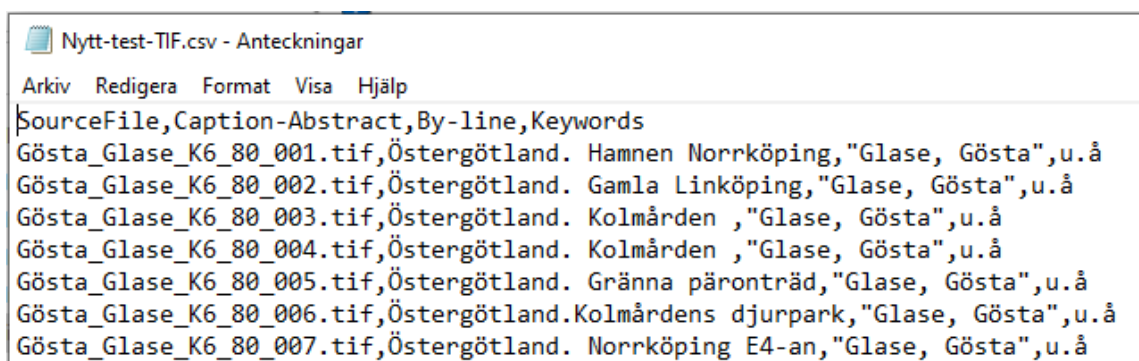 Nytt-test-TIF.csv - Anteckningar
Arkiv Redigera Format Visa Hjälp
SourceFile,Caption-Abstract,By-line,Keywords
Gösta_Glase_K6_80_001.tif,Östergötland. Hamnen Norrköping,"Glase, Gösta",u.å
Gösta_Glase_K6_80_002.tif,Östergötland. Gamla Linköping,"Glase, Gösta",u.å
Gösta_Glase_K6_80_003.tif,Östergötland. Kolmården ,"Glase, Gösta",u.å
Gösta_Glase_K6_80_004.tif,Östergötland. Kolmården ,"Glase, Gösta",u.å
Gösta_Glase_K6_80_005.tif,Östergötland. Gränna päronträd,"Glase, Gösta",u.å
Gösta_Glase_K6_80_006.tif,Östergötland.Kolmårdens djurpark,"Glase, Gösta",u.å
Gösta_Glase_K6_80_007.tif,Östergötland. Norrköping E4-an,"Glase, Gösta",u.å